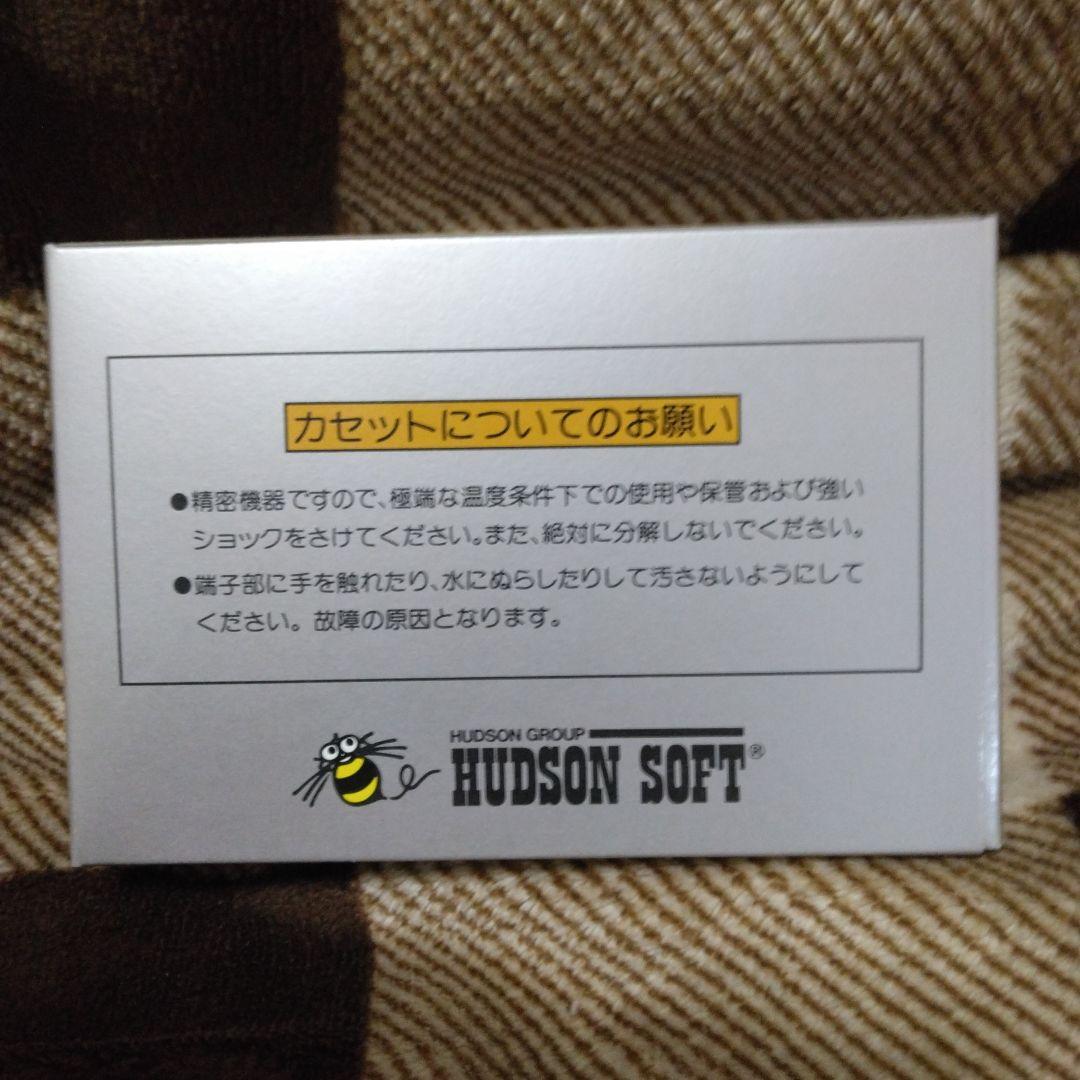 カセットについてのお願い
●精密機器ですので、極端な温度条件下での使用や保管および強い
ショックをさけてください。また、絶対に分解しないでください。
●端子部に手を触れたり、水にぬらしたりして汚さないようにして
ください。故障の原因となります。
HUDSON GROUP
HUDSON SOFT®